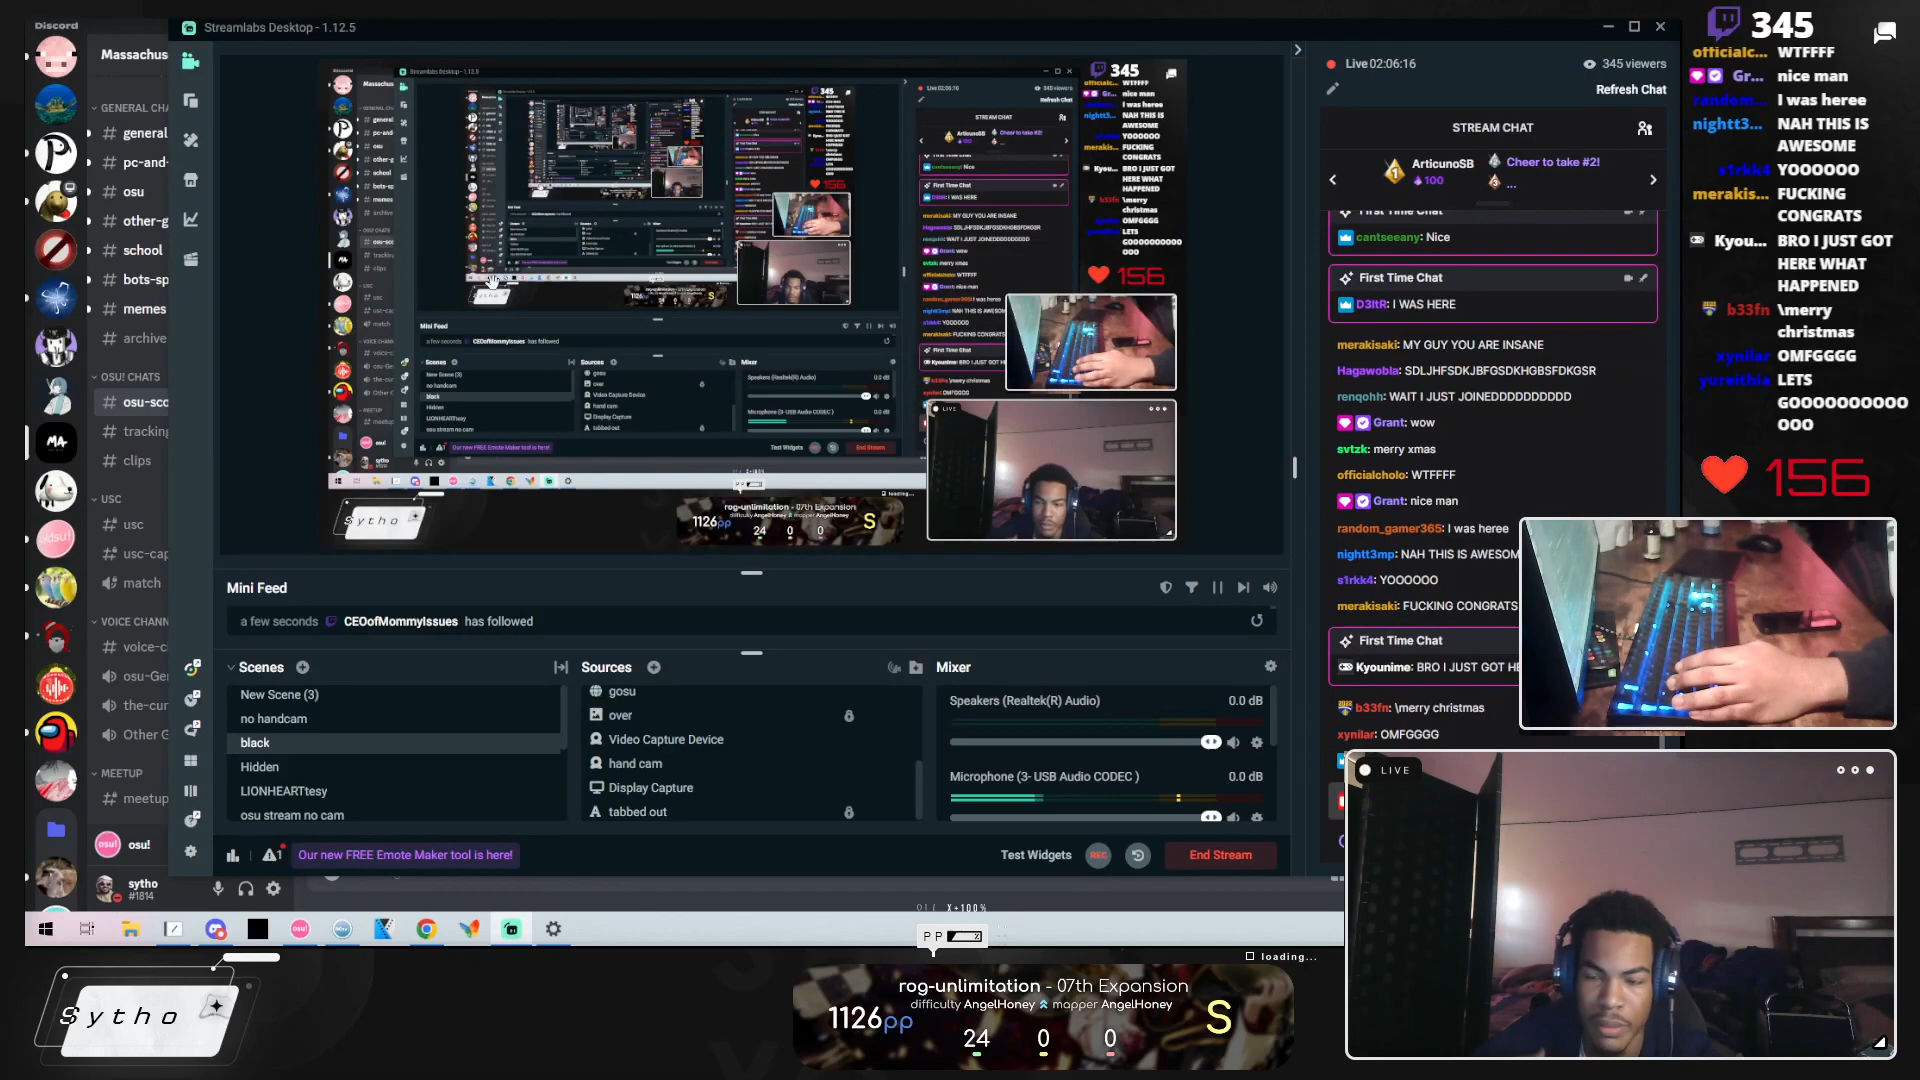 Discord
Streamlabs Desktop - 1.12.5
Massachus
GENERAL CHA
general
pc-and-
osu
other-g
school
bots-sp
memes
archive
OSU! CHATS
osu-sco
tracking
clips
USC
usc
usc-cap
match
VOICE CHANN
voice-c
osu-Ge
the-cur
Other G
MEETUP
meetup
osu!
sytho
#1814
Mini Feed
a few seconds CEOofMommyIssues has followed
Scenes
New Scene (3)
no handcam
black
Hidden
LIONHEARTtesy
osu stream no cam
Sources
gosu
over
Video Capture Device
hand cam
Display Capture
tabbed out
Mixer
Speakers (Realtek(R) Audio) 0.0 dB
Microphone (3- USB Audio CODEC ) 0.0 dB
Our new FREE Emote Maker tool is here!
Test Widgets REC End Stream
Live 02:06:16 345 viewers
Refresh Chat
STREAM CHAT
ArticunoSB
100
Cheer to take #2!
...
First Time Chat
cantseeany: Nice
First Time Chat
D3ltR: I WAS HERE
merakisaki: MY GUY YOU ARE INSANE
Hagawobla: SDLJHFSDKJBFGSDKHGBSFDKGSR
renqohh: WAIT I JUST JOINEDDDDDDDDDD
Grant: wow
svtzk: merry xmas
officialcholo: WTFFFF
Grant: nice man
random_gamer365: I was heree
nightt3mp: NAH THIS IS AWESOM
s1rkk4: YOOOOOO
merakisaki: FUCKING CONGRATS
First Time Chat
Kyounime: BRO I JUST GOT HE
b33fn: \merry christmas
xynilar: OMFGGGG
345
officialc... WTFFFF
Gr... nice man
random... I was heree
nightt3... NAH THIS IS
AWESOME
s1rkk4 YOOOOOO
merakis... FUCKING
CONGRATS
Kyou... BRO I JUST GOT
HERE WHAT
HAPPENED
b33fn \merry
christmas
xynilar OMFGGGG
yureithia LETS
GOOOOOOOOOO
OOO
156
LIVE
X+100%
PP
loading...
Sytho
rog-unlimitation - 07th Expansion
difficulty AngelHoney mapper AngelHoney
1126pp
24 0 0
S